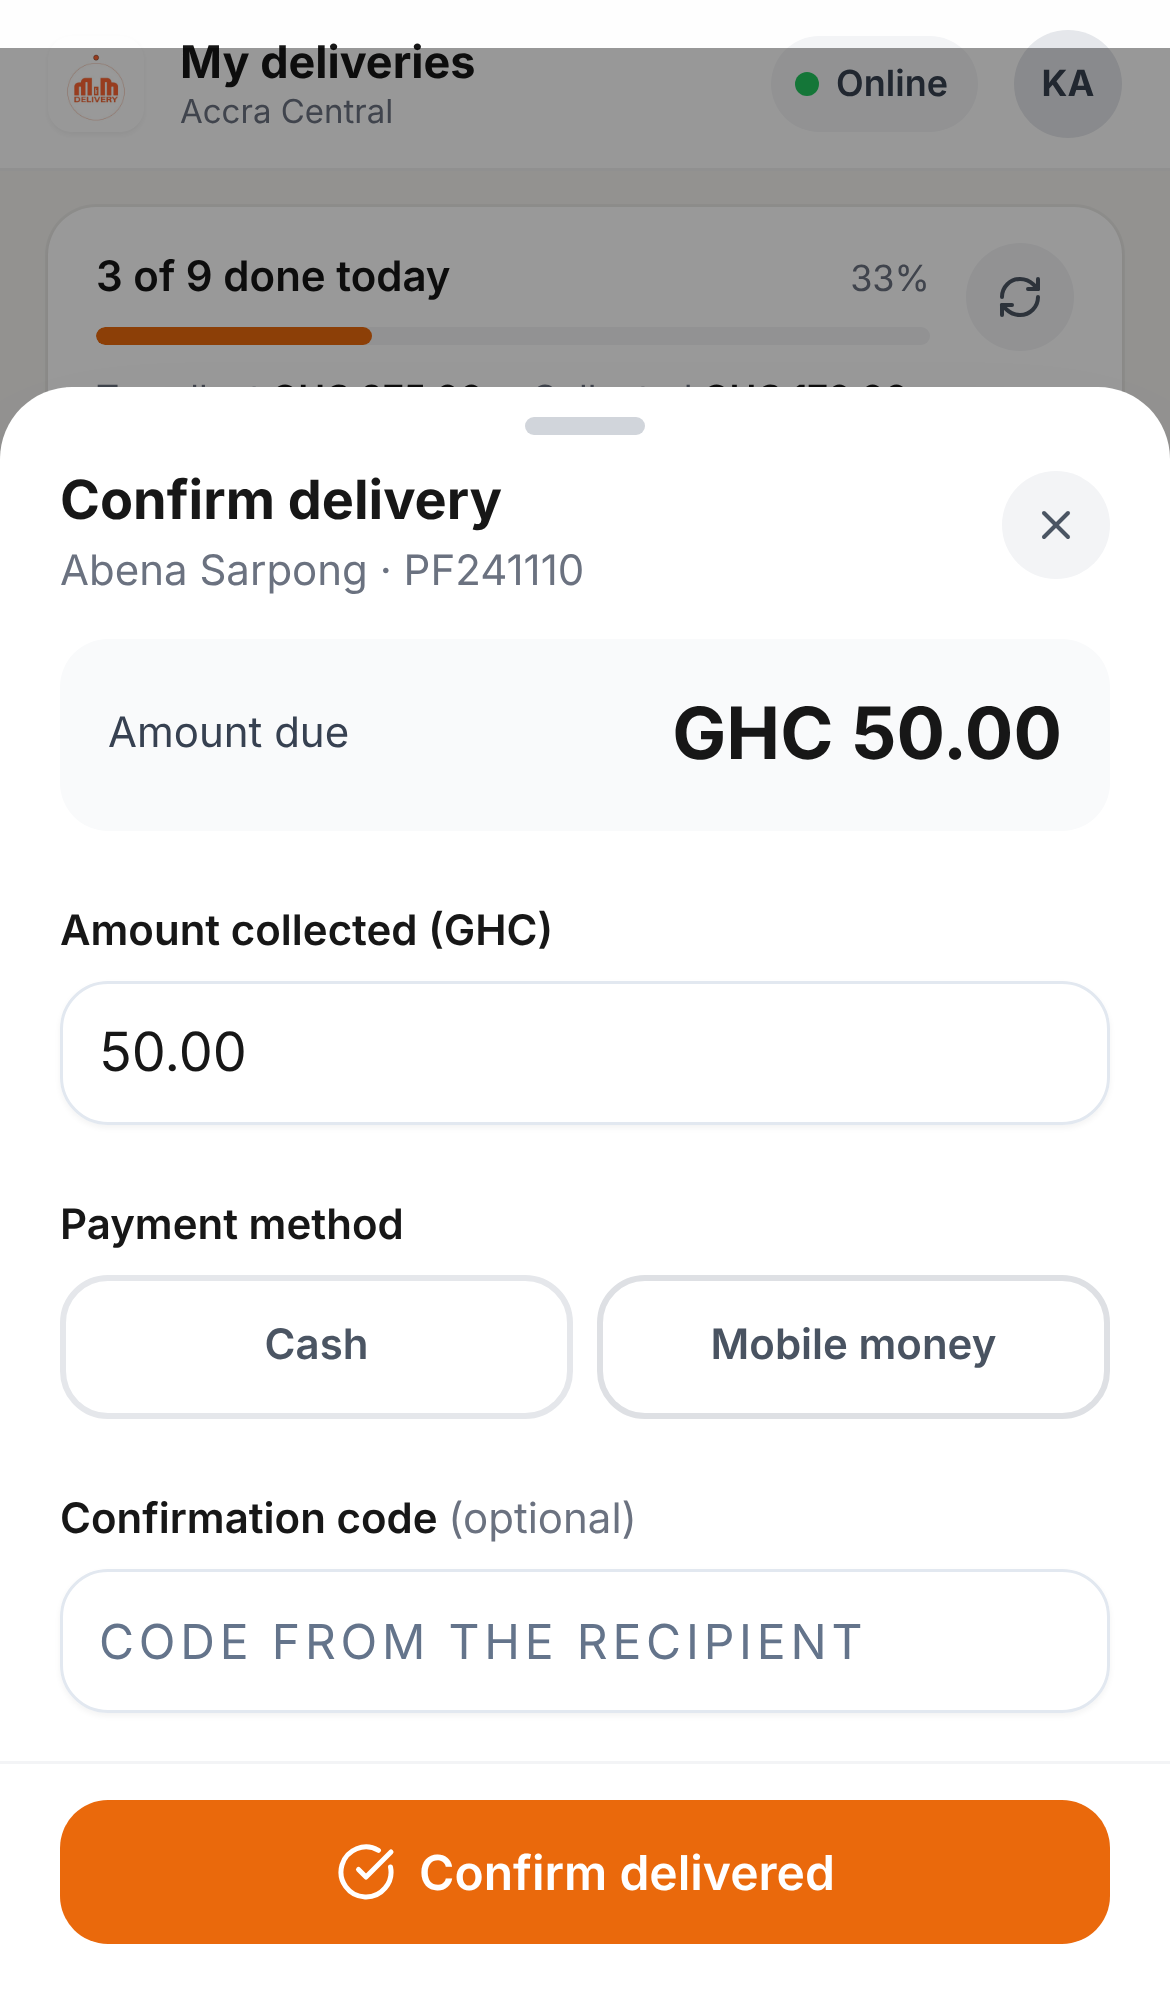 My deliveries
Accra Central
Online
KA
DELIVERY
3 of 9 done today
33%
Confirm delivery
Abena Sarpong · PF241110
Amount due
GHC 50.00
Amount collected (GHC)
50.00
Payment method
Cash
Mobile money
Confirmation code (optional)
CODE FROM THE RECIPIENT
Confirm delivered